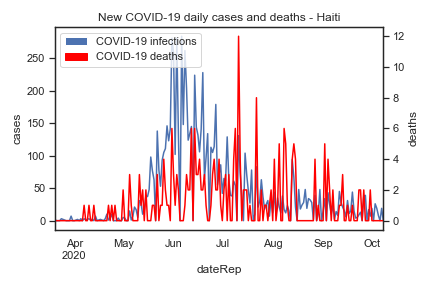 New COVID-19 daily cases and deaths - Haiti
COVID-19 infections
COVID-19 deaths
cases
250
200
150
100
50
0
deaths
12
10
8
6
4
2
0
Apr
2020
May
Jun
Jul
Aug
Sep
Oct
dateRep